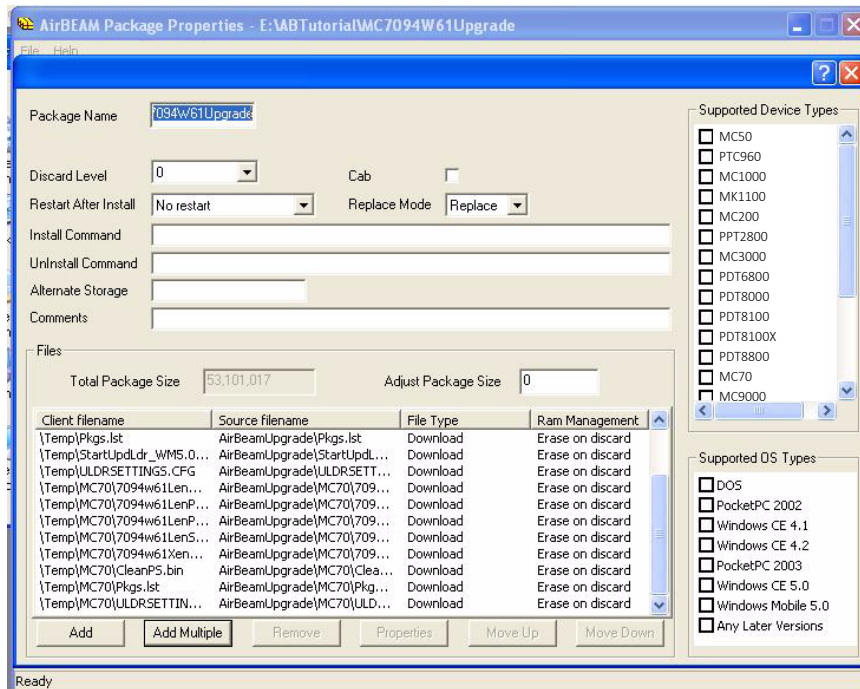 AirBEAM Package Properties - E:\ABTutorial\MC7094W61Upgrade
File Help
Package Name 7094W61Upgrade
Discard Level 0 Cab
Restart After Install No restart Replace Mode Replace
Install Command
UnInstall Command
Alternate Storage
Comments
Files
Total Package Size 53,101,017 Adjust Package Size 0
Client filename Source filename File Type Ram Management
\Temp\Pkgs.lst AirBeamUpgrade\Pkgs.lst Download Erase on discard
\Temp\StartUpdLdr_WM5.0... AirBeamUpgrade\StartUpdL... Download Erase on discard
\Temp\ULDRSETTINGS.CFG AirBeamUpgrade\ULDRSETT... Download Erase on discard
\Temp\MC70\7094w61Len... AirBeamUpgrade\MC70\709... Download Erase on discard
\Temp\MC70\7094w61LenP... AirBeamUpgrade\MC70\709... Download Erase on discard
\Temp\MC70\7094w61LenP... AirBeamUpgrade\MC70\709... Download Erase on discard
\Temp\MC70\7094w61LenS... AirBeamUpgrade\MC70\709... Download Erase on discard
\Temp\MC70\7094w61Xen... AirBeamUpgrade\MC70\709... Download Erase on discard
\Temp\MC70\CleanPS.bin AirBeamUpgrade\MC70\Clea... Download Erase on discard
\Temp\MC70\Pkgs.lst AirBeamUpgrade\MC70\Pkg... Download Erase on discard
\Temp\MC70\ULDRSETTIN... AirBeamUpgrade\MC70\ULD... Download Erase on discard
Add Add Multiple Remove Properties Move Up Move Down
Supported Device Types
MC50
PTC960
MC1000
MK1100
MC200
PPT2800
MC3000
PDT6800
PDT8000
PDT8100
PDT8100X
PDT8800
MC70
MC9000
Supported OS Types
DOS
PocketPC 2002
Windows CE 4.1
Windows CE 4.2
PocketPC 2003
Windows CE 5.0
Windows Mobile 5.0
Any Later Versions
Ready